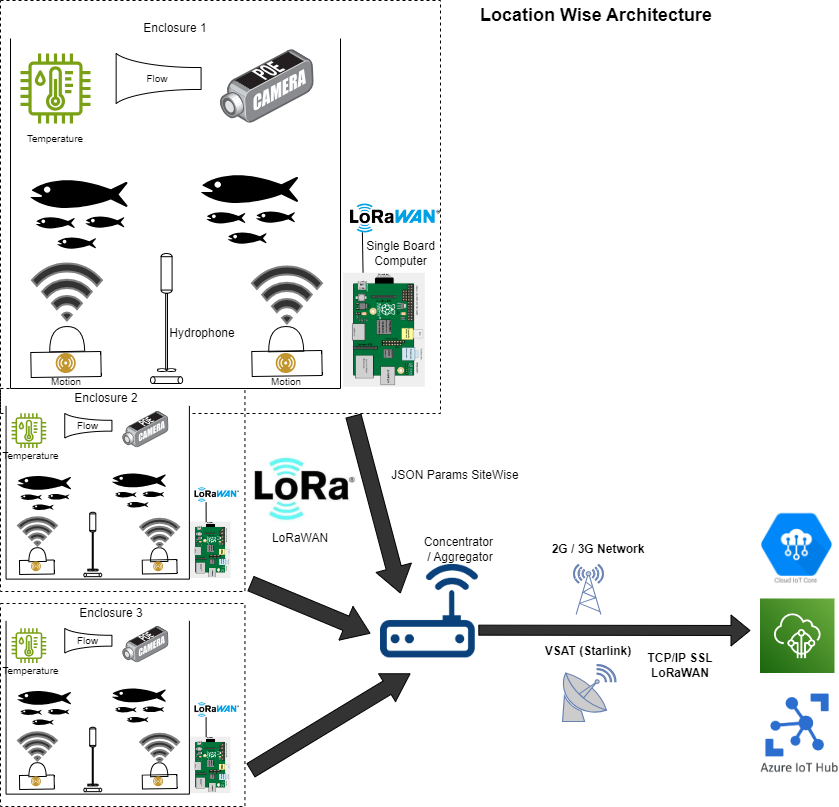 Location Wise Architecture
Enclosure 1
Flow
POE
CAMERA
Temperature
LoRaWAN
Single Board
Computer
Hydrophone
Motion
Motion
Enclosure 2
Flow
POE
CAMERA
Temperature
LoRaWAN
LoRa
LoRaWAN
JSON Params SiteWise
Concentrator
/ Aggregator
2G / 3G Network
VSAT (Starlink)
TCP/IP SSL
LoRaWAN
Cloud IoT Core
Azure IoT Hub
Enclosure 3
Flow
POE
CAMERA
Temperature
LoRaWAN